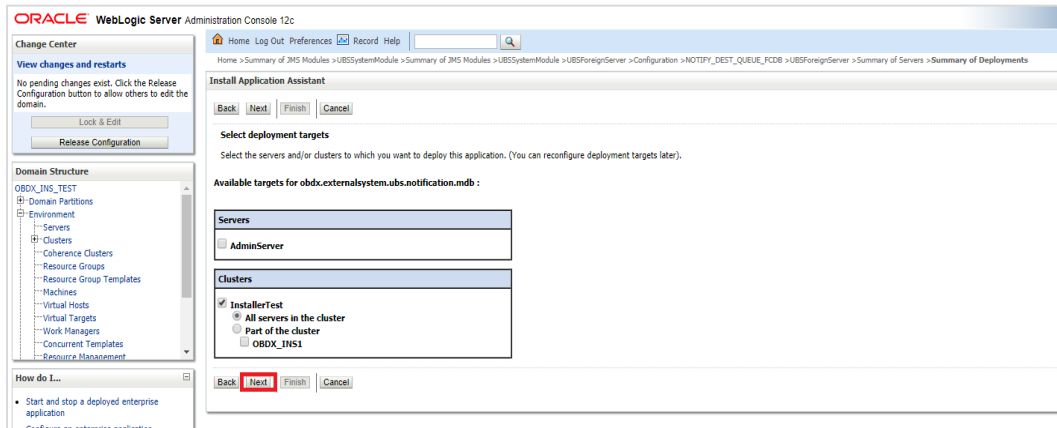 ORACLE WebLogic Server Administration Console 12c
Change Center
View changes and restarts
No pending changes exist. Click the Release
Configuration button to allow others to edit the
domain.
Lock & Edit
Release Configuration
Domain Structure
OBDX_INS_TEST
Domain Partitions
Environment
Servers
Clusters
Coherence Clusters
Resource Groups
Resource Group Templates
Machines
Virtual Hosts
Virtual Targets
Work Managers
Concurrent Templates
Resource Management
How do I...
Start and stop a deployed enterprise
application
Configure an enterprise application
Home Log Out Preferences Record Help
Home >Summary of JMS Modules >UBSSystemModule >Summary of JMS Modules >UBSSystemModule >UBSForeignServer >Configuration >NOTIFY_DEST_QUEUE_FCDB >UBSForeignServer >Summary of Servers >Summary of Deployments
Install Application Assistant
Back Next Finish Cancel
Select deployment targets
Select the servers and/or clusters to which you want to deploy this application. (You can reconfigure deployment targets later).
Available targets for obdx.externalsystem.ubs.notification.mdb :
Servers
AdminServer
Clusters
InstallerTest
All servers in the cluster
Part of the cluster
OBDX_INS1
Back Next Finish Cancel